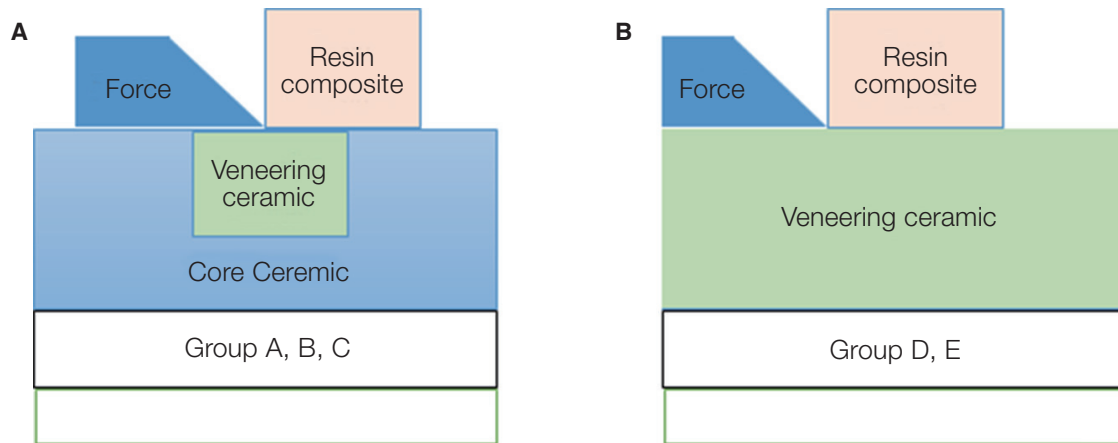 A
Force
Resin
composite
Veneering
ceramic
Core Ceremic
Group A, B, C
B
Force
Resin
composite
Veneering ceramic
Group D, E